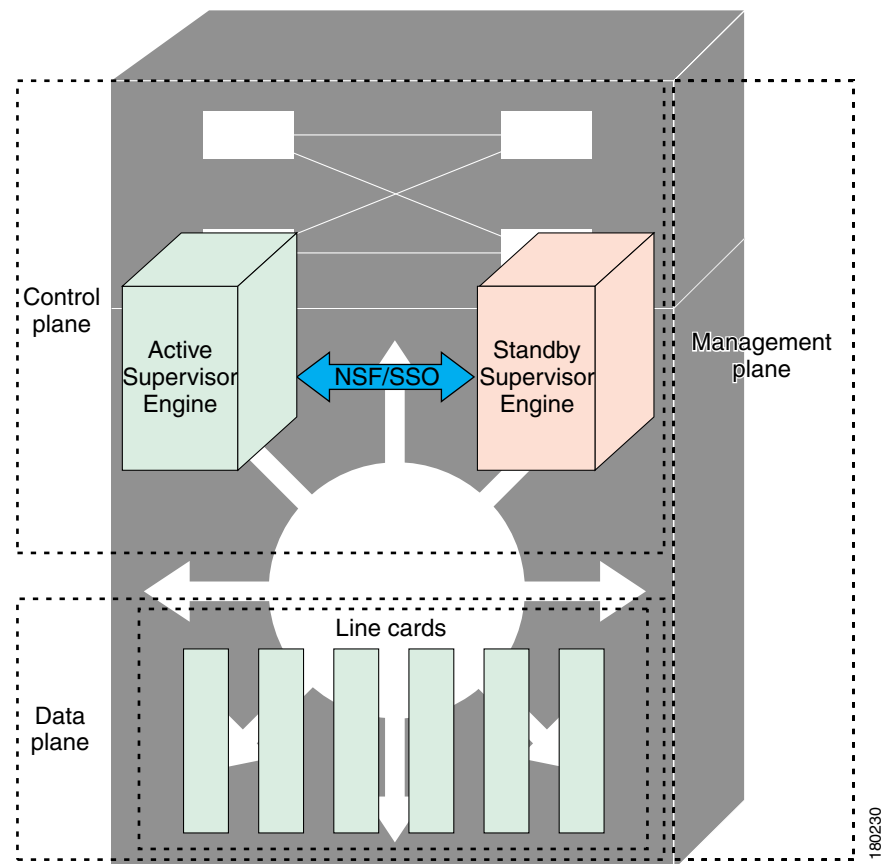 Control
plane
Active
Supervisor
Engine
NSF/SSO
Standby
Supervisor
Engine
Management
plane
Line cards
Data
plane
180230